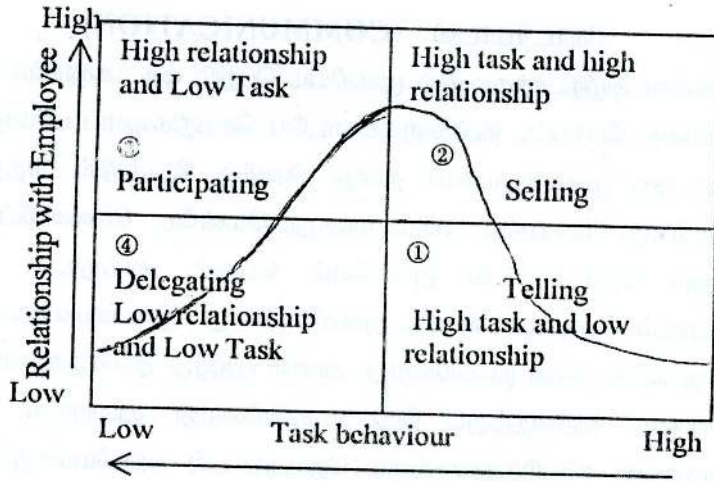 High
Relationship with Employee
Low
High relationship
and Low Task
③
Participating
High task and high
relationship
②
Selling
④
Delegating
Low relationship
and Low Task
①
Telling
High task and low
relationship
Low
Task behaviour
High